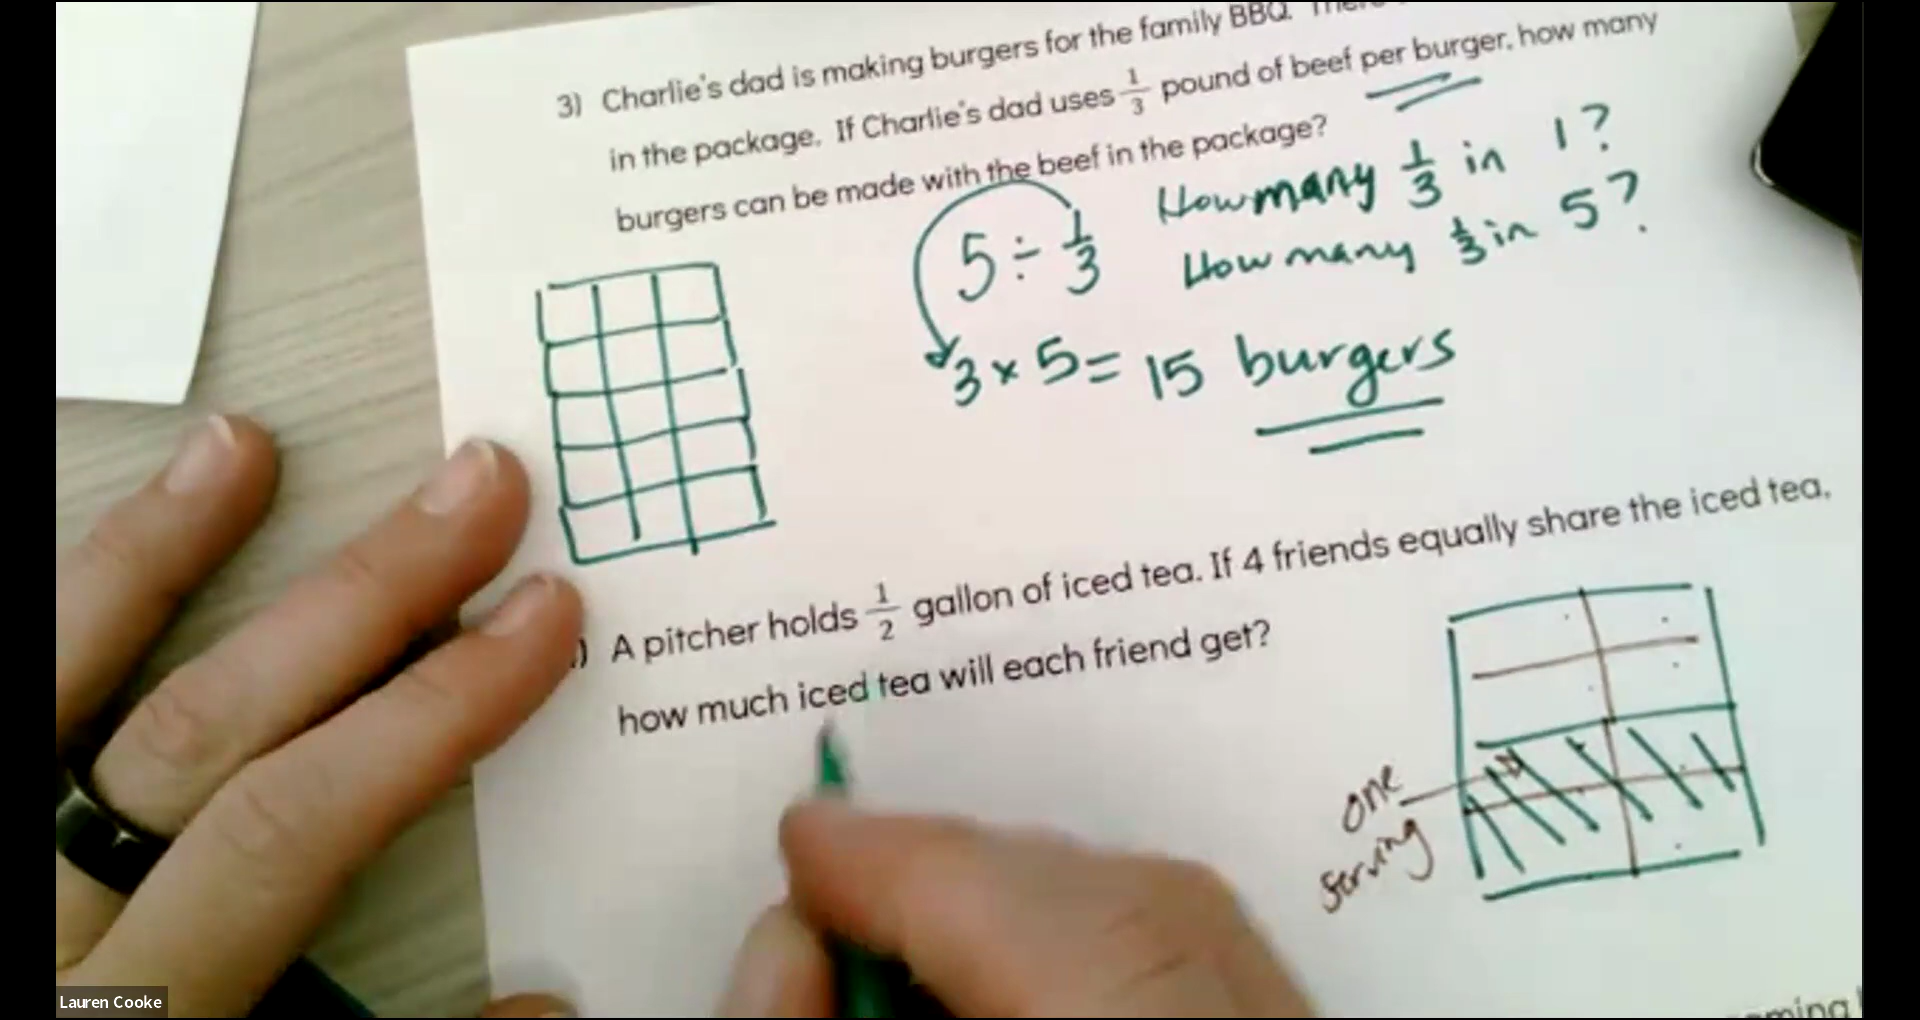 3) Charlie's dad is making burgers for the family BBQ.
in the package. If Charlie's dad uses 1/3 pound of beef per burger, how many
burgers can be made with the beef in the package?
5 ÷ 1/3
How many 1/3 in 1?
How many 1/3 in 5?
3 x 5 = 15 burgers
) A pitcher holds 1/2 gallon of iced tea. If 4 friends equally share the iced tea,
how much iced tea will each friend get?
one
serving
Lauren Cooke